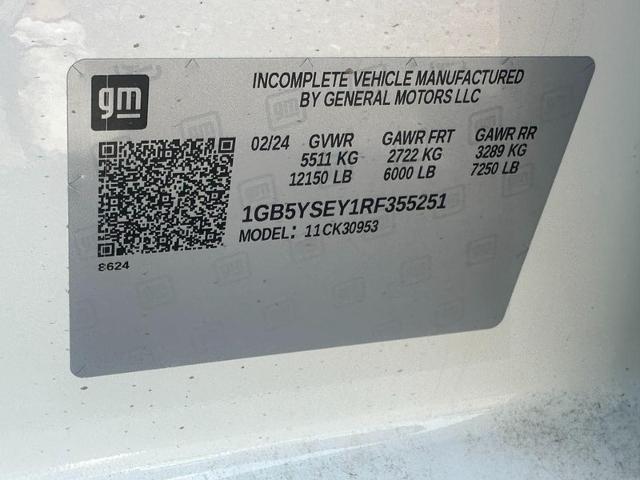 gm
INCOMPLETE VEHICLE MANUFACTURED
BY GENERAL MOTORS LLC
02/24 GVWR GAWR FRT GAWR RR
5511 KG 2722 KG 3289 KG
12150 LB 6000 LB 7250 LB
1GB5YSEY1RF355251
MODEL: 11CK30953
8624